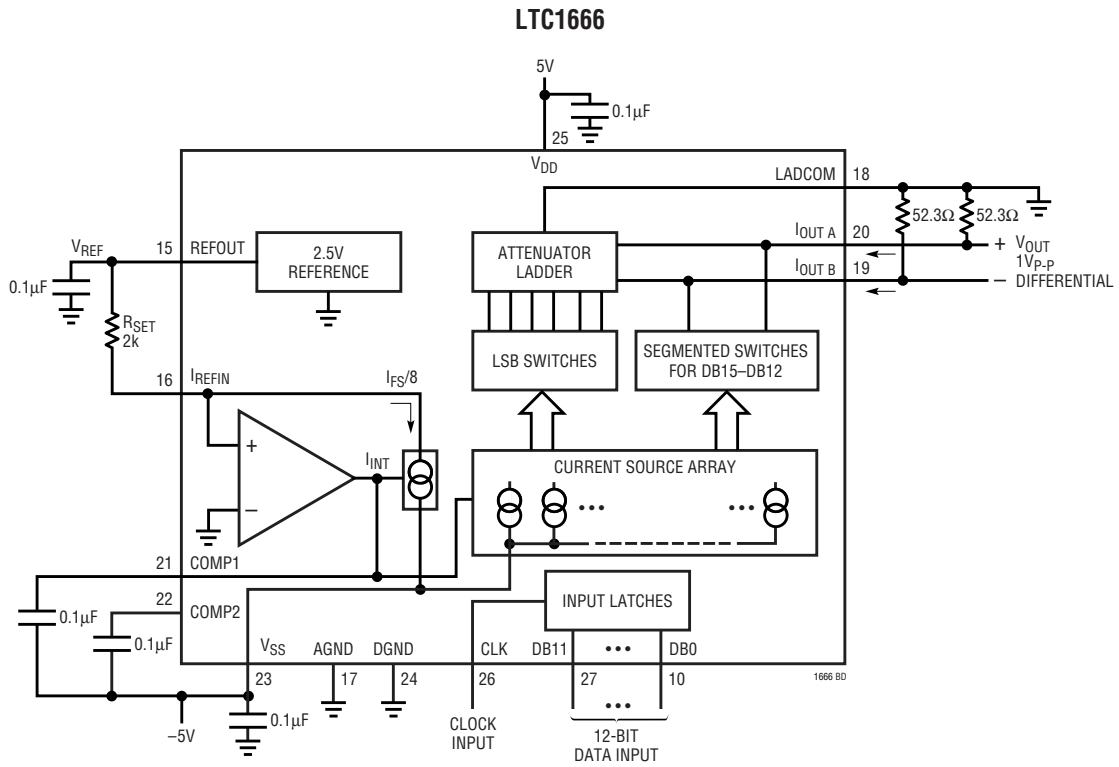 LTC1666
5V
0.1µF
25
VDD
LADCOM
18
52.3Ω
52.3Ω
VREF
15
REFOUT
2.5V
REFERENCE
ATTENUATOR
LADDER
IOUT A
20
+
VOUT
1VP-P
DIFFERENTIAL
IOUT B
19
–
0.1µF
RSET
2k
LSB SWITCHES
SEGMENTED SWITCHES
FOR DB15–DB12
16
IREFIN
IFS/8
+
–
IINT
CURRENT SOURCE ARRAY
•••
•••
21
COMP1
0.1µF
22
COMP2
0.1µF
INPUT LATCHES
VSS
AGND
DGND
CLK
DB11
•••
DB0
23
17
24
26
27
10
1666 BD
–5V
0.1µF
CLOCK
INPUT
•••
12-BIT
DATA INPUT